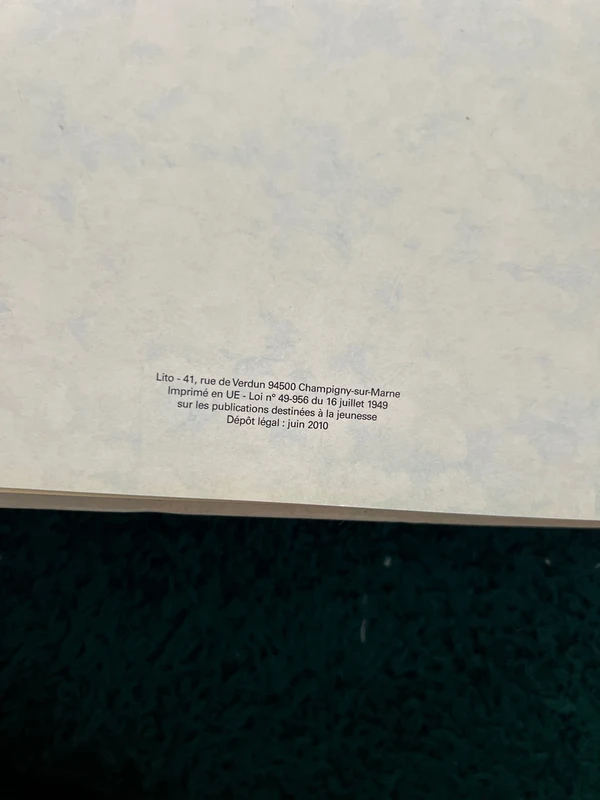 Lito - 41, rue de Verdun 94500 Champigny-sur-Marne
Imprimé en UE - Loi n° 49-956 du 16 juillet 1949
sur les publications destinées à la jeunesse
Dépôt légal : juin 2010